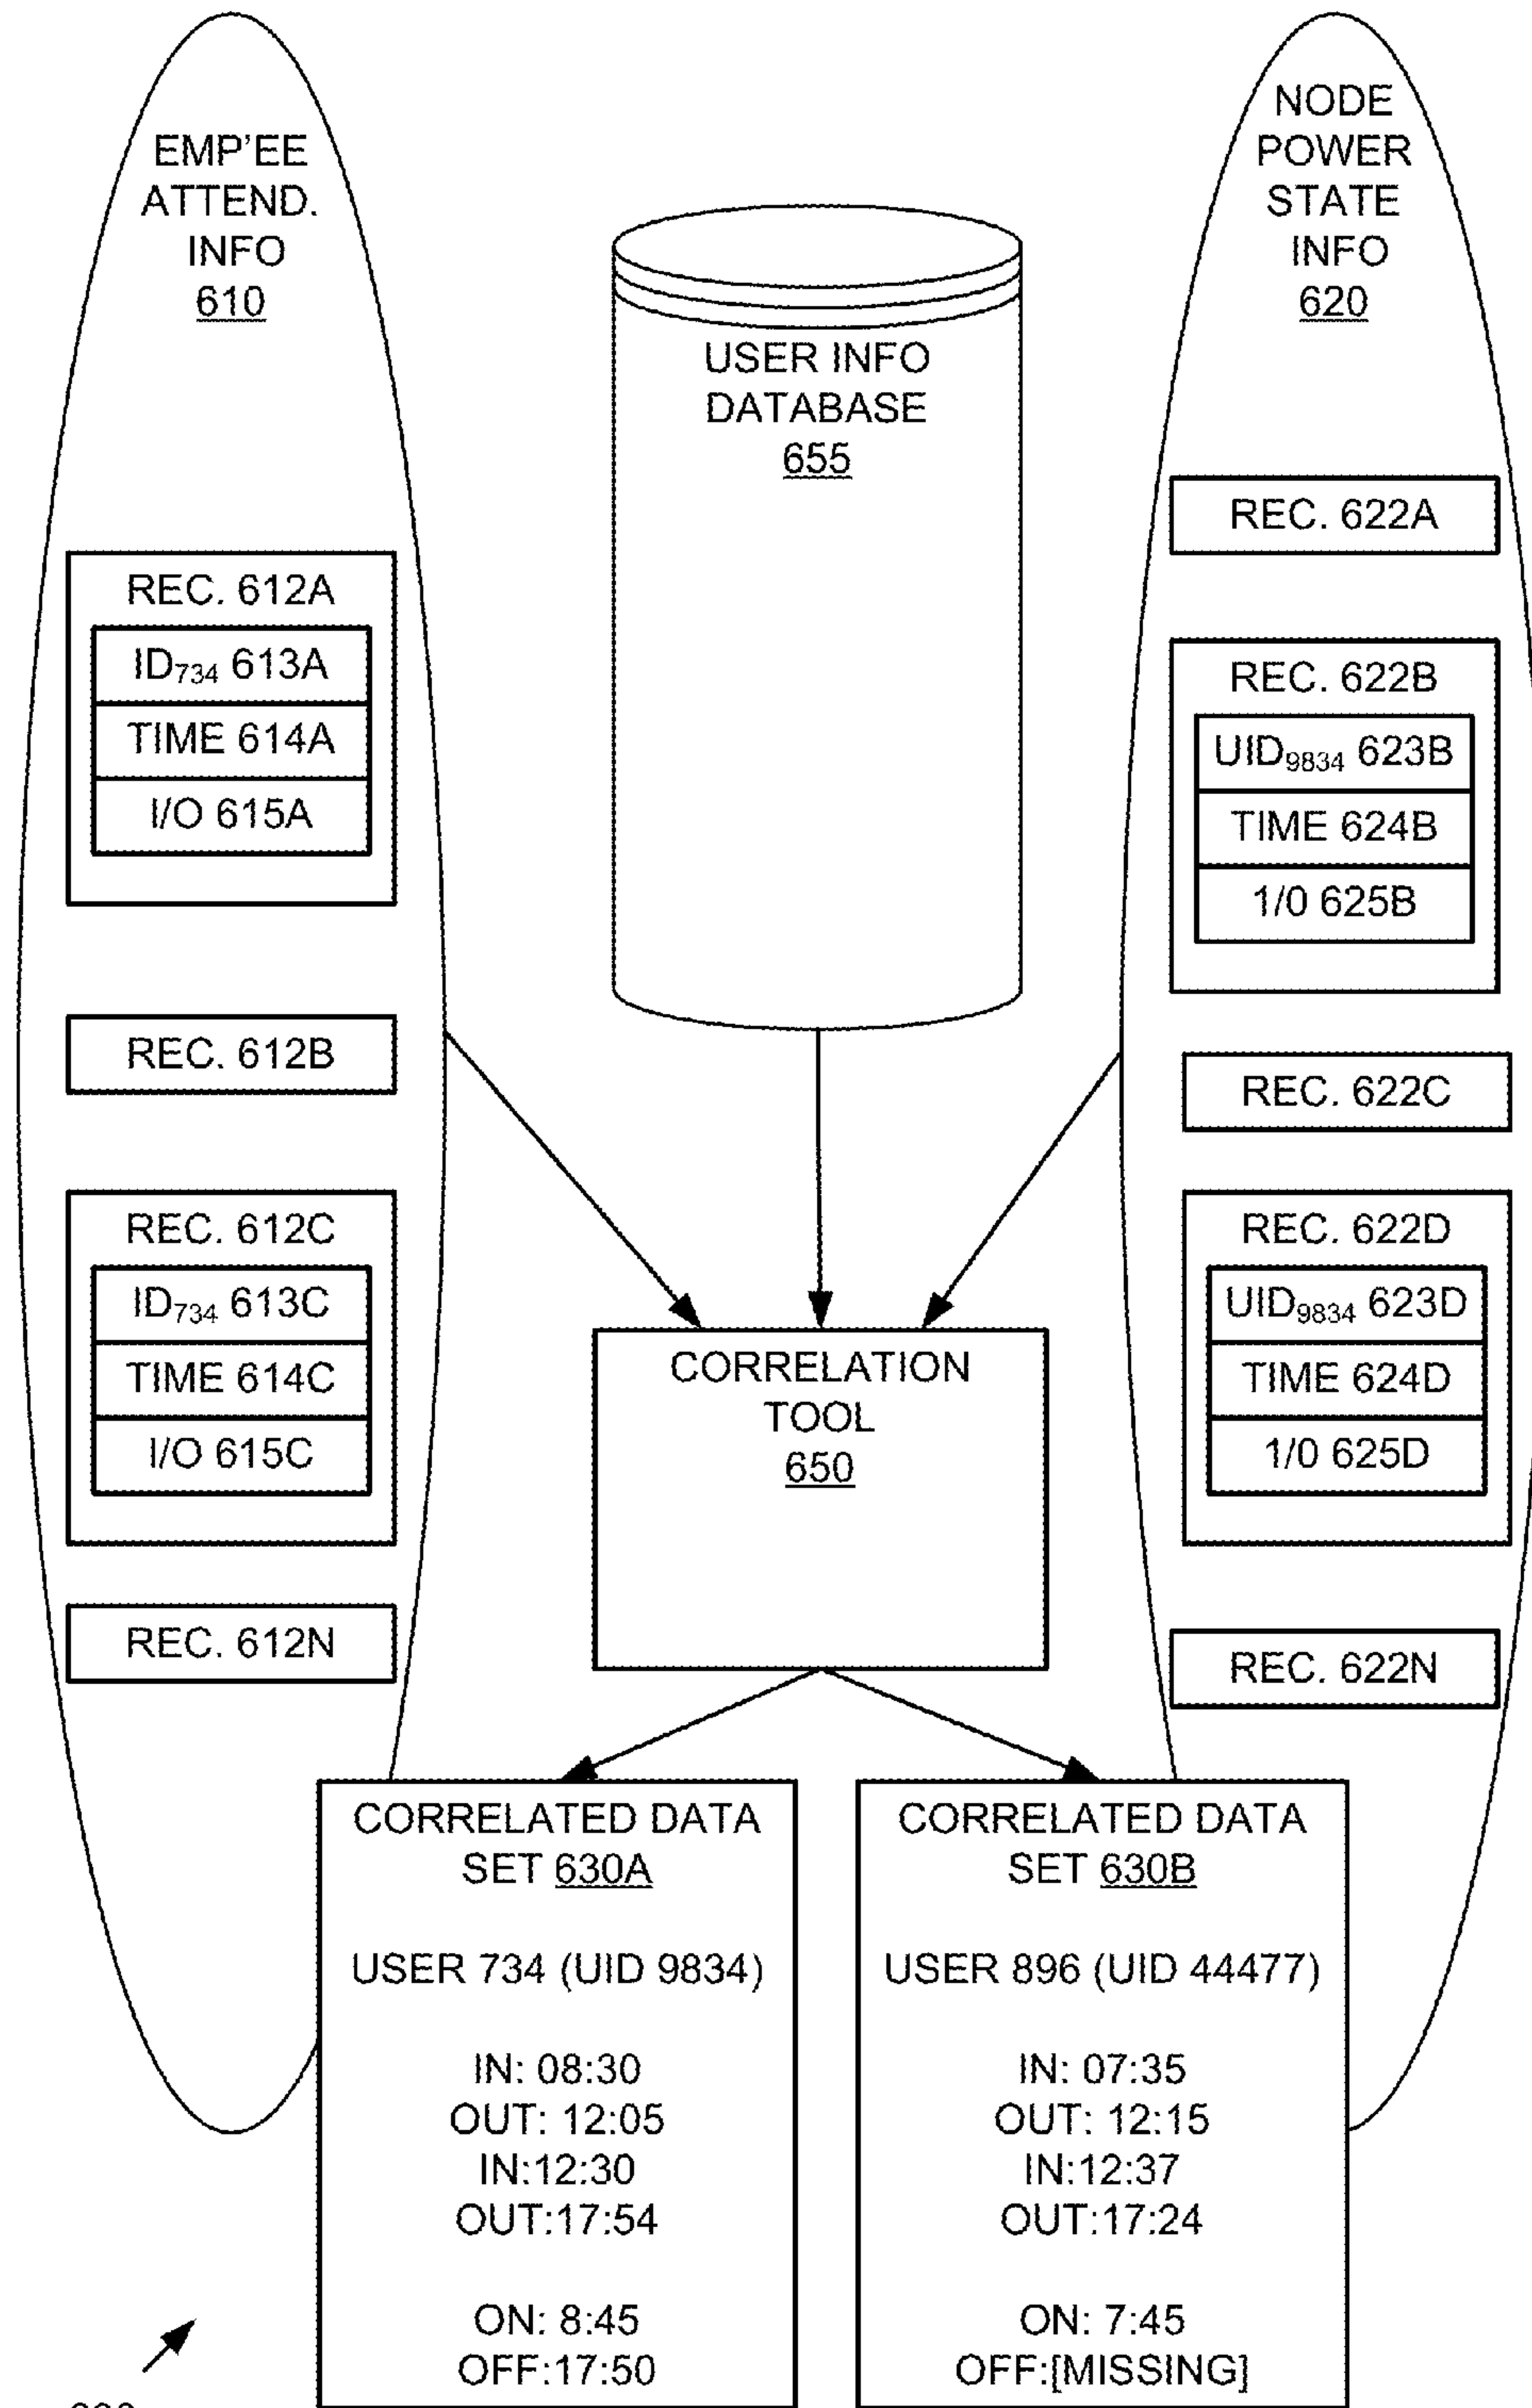 EMP'EE
ATTEND.
INFO
610
REC. 612A
ID734 613A
TIME 614A
I/O 615A
REC. 612B
REC. 612C
ID734 613C
TIME 614C
I/O 615C
REC. 612N
USER INFO
DATABASE
655
NODE
POWER
STATE
INFO
620
REC. 622A
REC. 622B
UID9834 623B
TIME 624B
1/0 625B
REC. 622C
REC. 622D
UID9834 623D
TIME 624D
1/0 625D
REC. 622N
CORRELATION
TOOL
650
CORRELATED DATA
SET 630A
USER 734 (UID 9834)
IN: 08:30
OUT: 12:05
IN:12:30
OUT:17:54
ON: 8:45
OFF:17:50
CORRELATED DATA
SET 630B
USER 896 (UID 44477)
IN: 07:35
OUT: 12:15
IN:12:37
OUT:17:24
ON: 7:45
OFF:[MISSING]